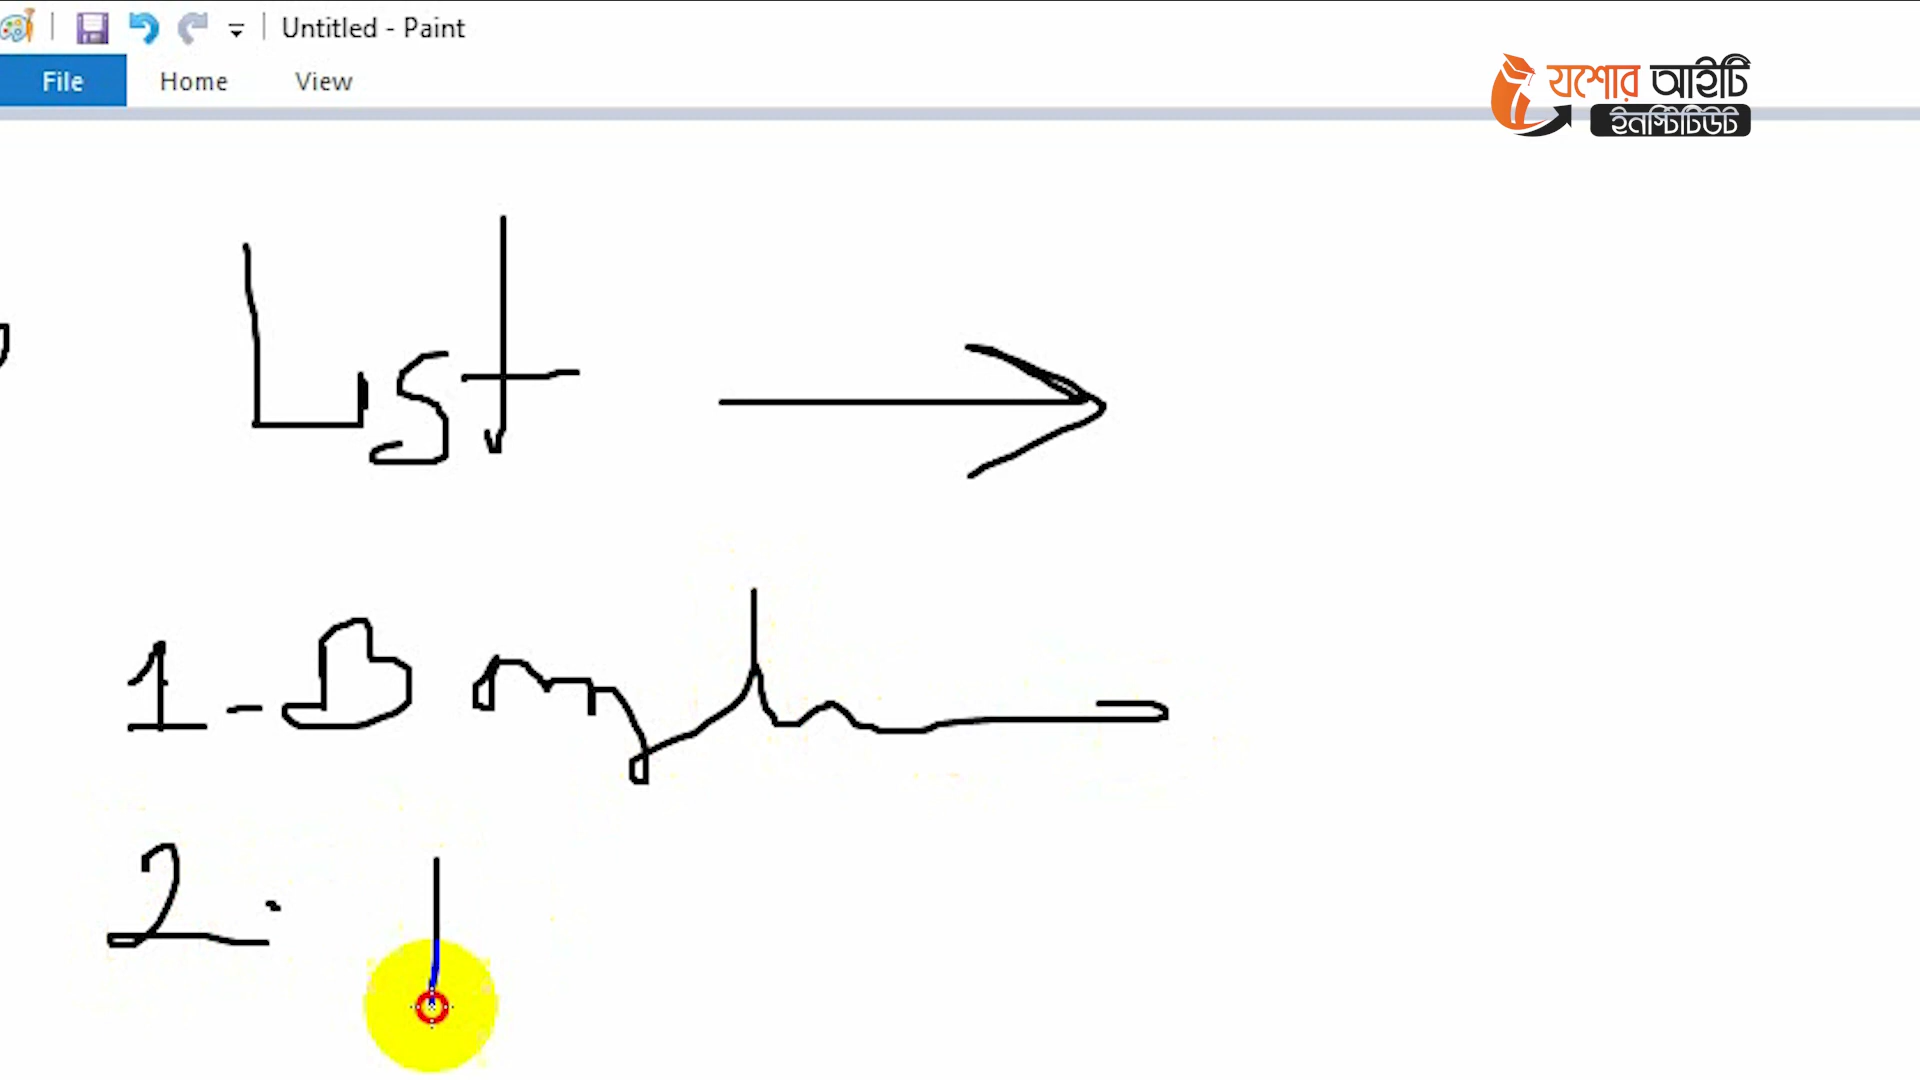 Untitled - Paint
File Home View
যশোর আইটি
ইনস্টিটিউট
List
1-B
2.